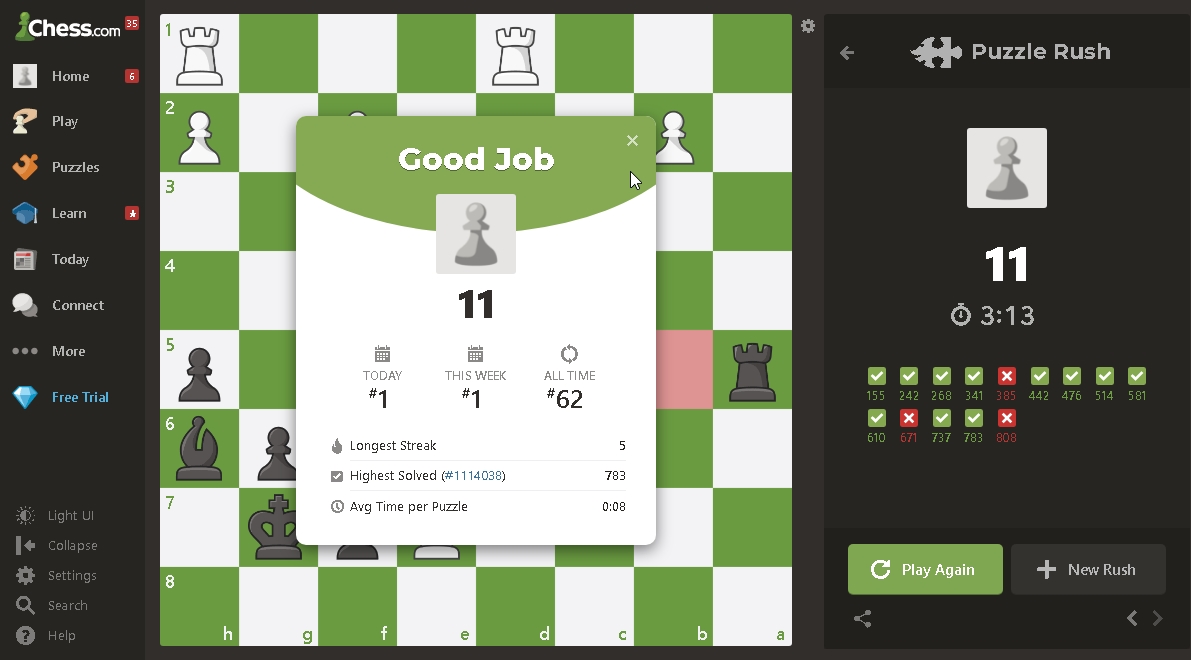 Chess.com 35
Home 6
Play
Puzzles
Learn
Today
Connect
More
Free Trial
Light UI
Collapse
Settings
Search
Help
1
2
3
4
5
6
7
8
h g f e d c b a
Good Job
11
TODAY THIS WEEK ALL TIME
#1 #1 #62
Longest Streak 5
Highest Solved (#1114038) 783
Avg Time per Puzzle 0:08
Puzzle Rush
11
3:13
155 242 268 341 385 442 476 514 581
610 671 737 783 808
Play Again New Rush